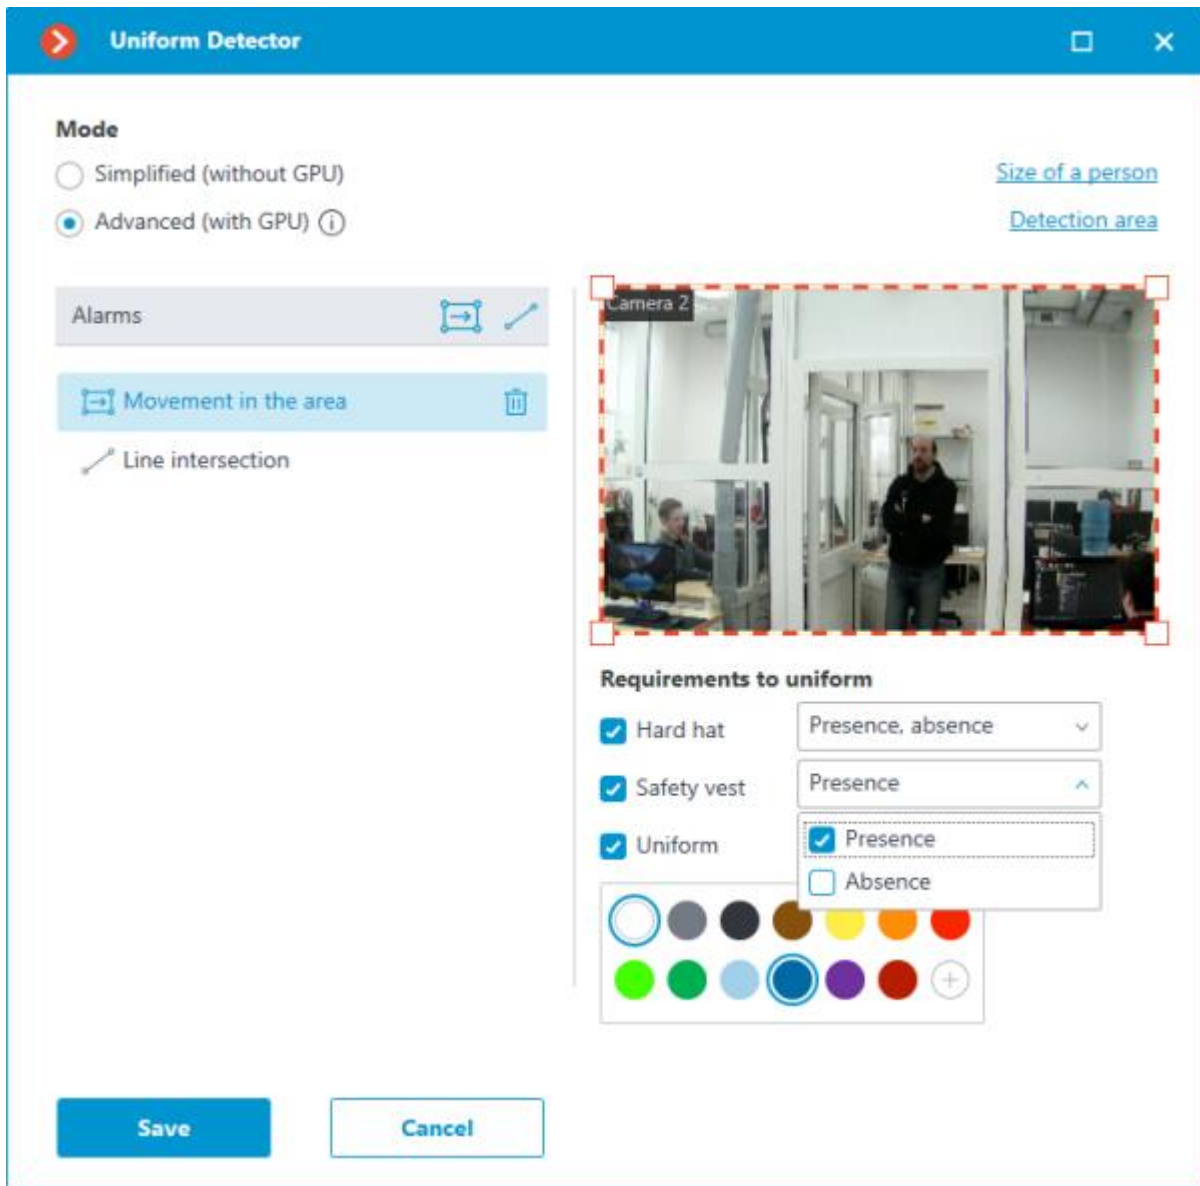 Uniform Detector
Mode
Simplified (without GPU)
Advanced (with GPU)
Size of a person
Detection area
Alarms
Movement in the area
Line intersection
Camera 2
Requirements to uniform
Hard hat
Presence, absence
Safety vest
Presence
Uniform
Presence
Absence
Save
Cancel